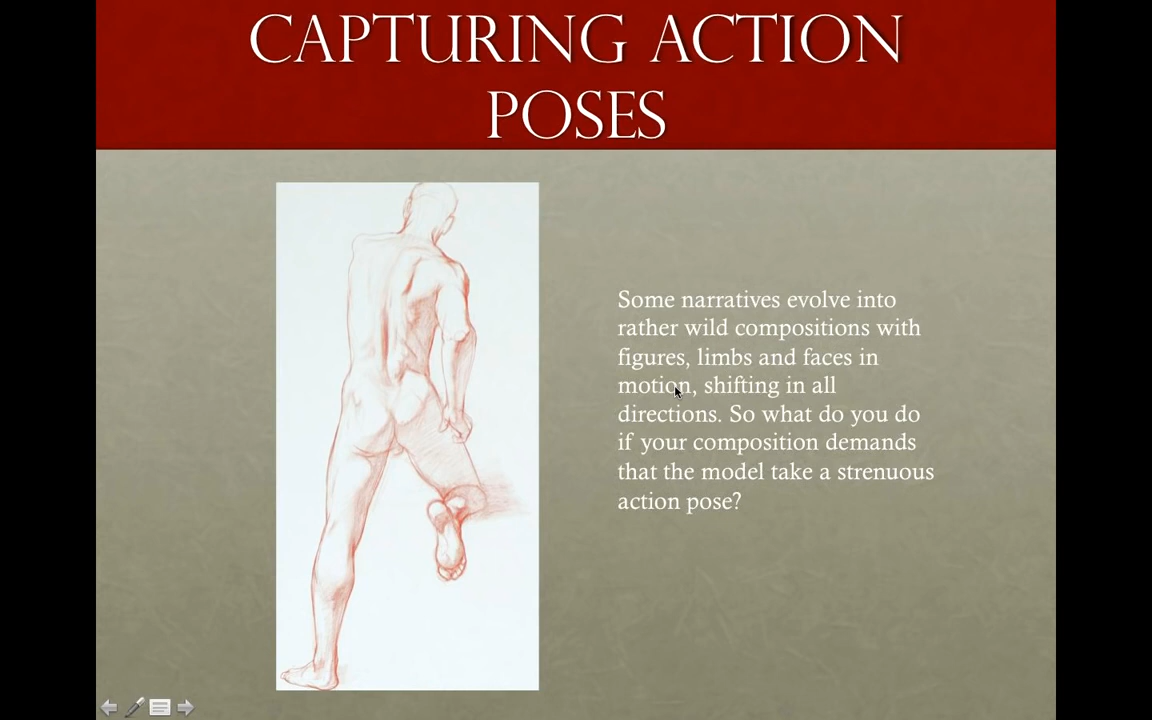 CAPTURING ACTION
POSES
Some narratives evolve into
rather wild compositions with
figures, limbs and faces in
motion, shifting in all
directions. So what do you do
if your composition demands
that the model take a strenuous
action pose?